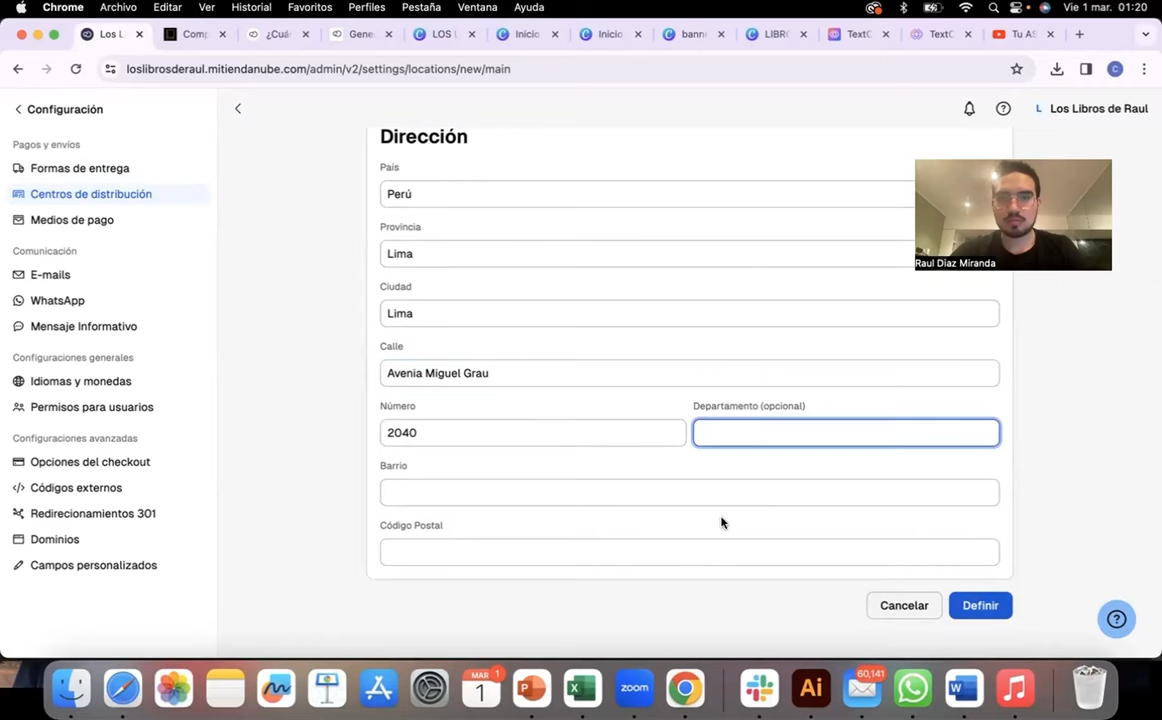 Chrome Archivo Editar Ver Historial Favoritos Perfiles Pestaña Ventana Ayuda Vie 1 mar. 01:20
Los L Comp ¿Cuá Gene LOS L Inicio Inicio bann LIBR TextC TextC Tu AS
loslibrosderaul.mitiendanube.com/admin/v2/settings/locations/new/main C
Configuración
L Los Libros de Raul
Pagos y envíos
Formas de entrega
Centros de distribución
Medios de pago
Comunicación
E-mails
WhatsApp
Mensaje Informativo
Configuraciones generales
Idiomas y monedas
Permisos para usuarios
Configuraciones avanzadas
Opciones del checkout
Códigos externos
Redirecionamientos 301
Dominios
Campos personalizados
Dirección
País
Perú
Provincia
Lima
Ciudad
Lima
Calle
Avenia Miguel Grau
Número
2040
Departamento (opcional)
Barrio
Código Postal
Cancelar Definir
Raul Diaz Miranda
MAR 1
1
zoom
Ai
60,141
W